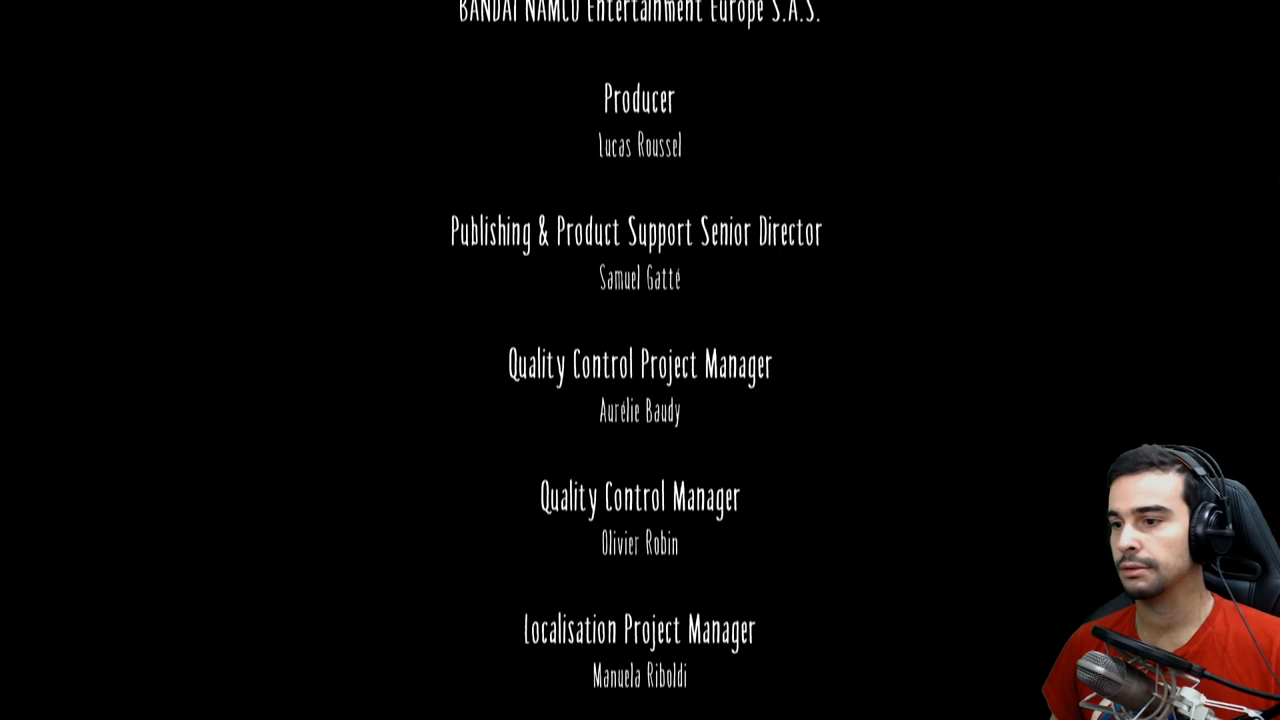 BANDAI NAMCO Entertainment Europe S.A.S.
Producer
Lucas Roussel
Publishing & Product Support Senior Director
Samuel Gatté
Quality Control Project Manager
Aurélie Baudy
Quality Control Manager
Olivier Robin
Localisation Project Manager
Manuela Riboldi